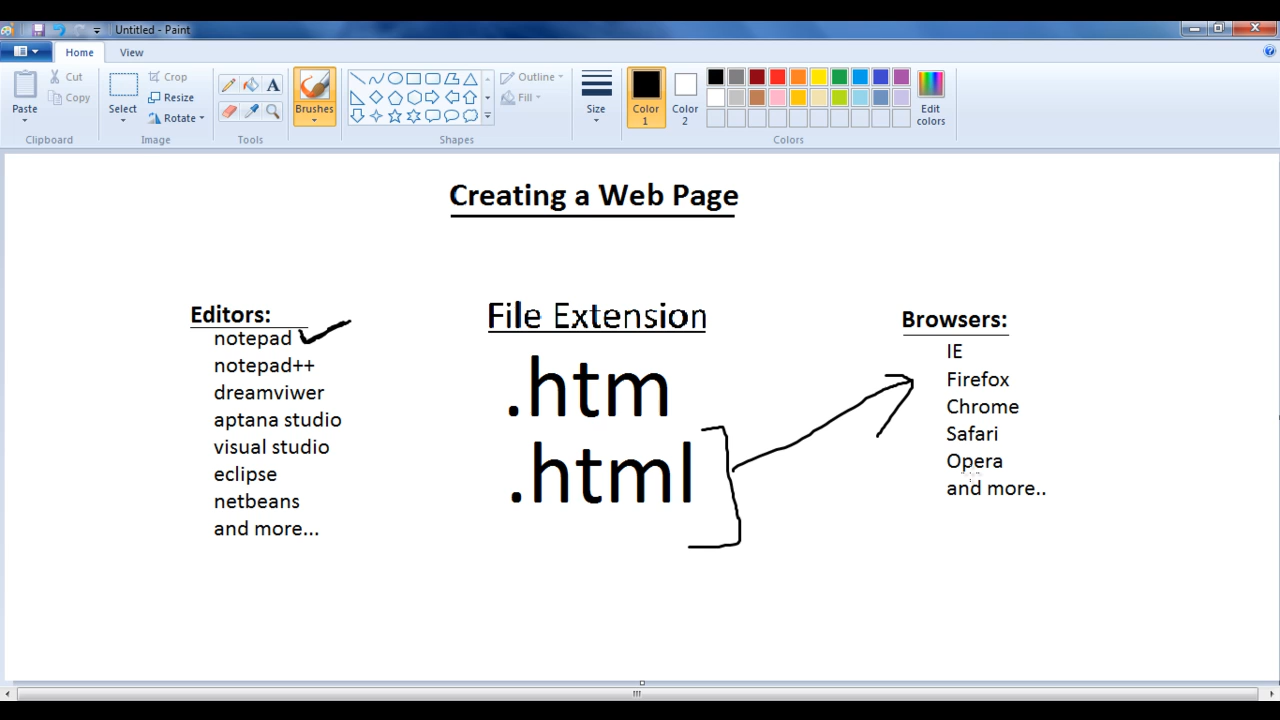 Untitled - Paint
Home
View
Paste
Cut
Copy
Clipboard
Select
Crop
Resize
Rotate
Image
A
Tools
Brushes
Outline
Fill
Shapes
Size
Color 1
Color 2
Edit colors
Colors
Creating a Web Page
Editors:
notepad
notepad++
dreamviwer
aptana studio
visual studio
eclipse
netbeans
and more...
File Extension
.htm
.html
Browsers:
IE
Firefox
Chrome
Safari
Opera
and more..